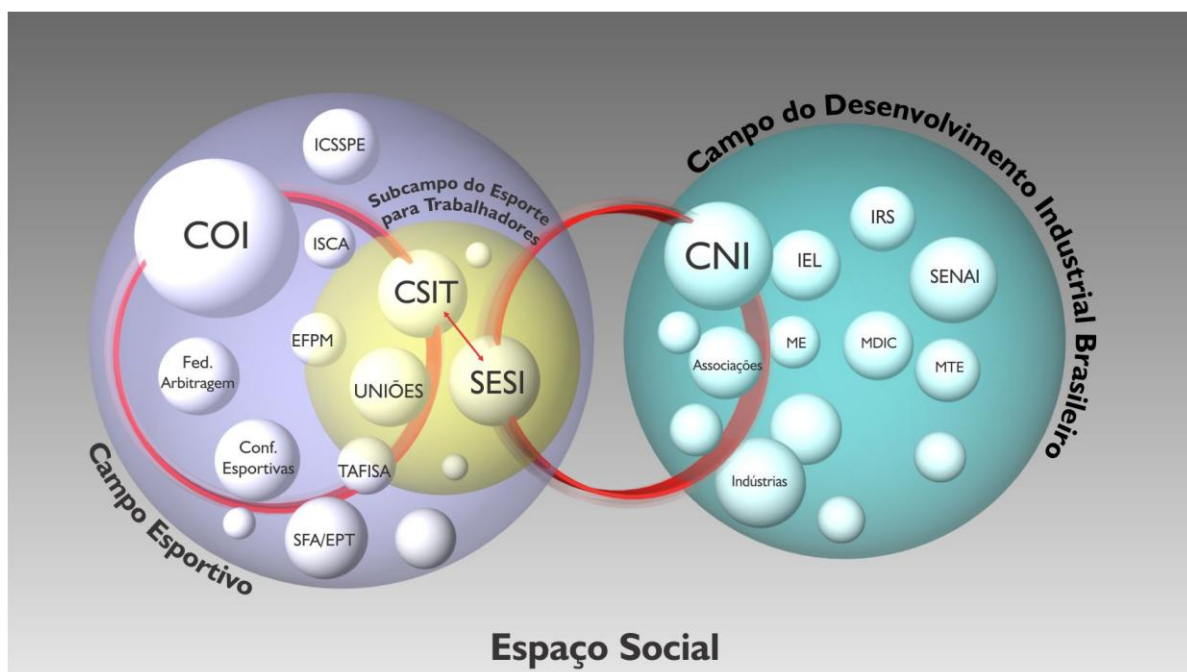 Campo do Desenvolvimento Industrial Brasileiro
ICSSPE
Subcampo do Esporte
para Trabalhadores
COI
ISCA
CSIT
EFPM
Fed.
Arbitragem
UNIÕES
SESI
Conf.
Esportivas
TAFISA
SFA/EPT
Campo Esportivo
CNI
IEL
IRS
SENAI
ME
MDIC
MTE
Associações
Indústrias
Espaço Social